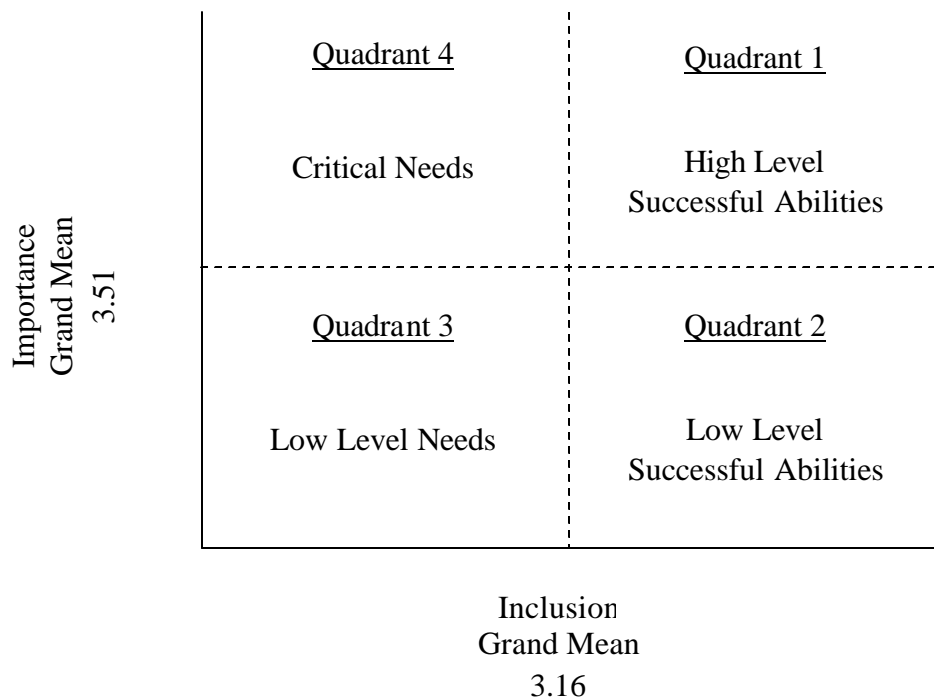 Quadrant 4
Quadrant 1
Critical Needs
High Level
Successful Abilities
Importance
Grand Mean
3.51
Quadrant 3
Quadrant 2
Low Level Needs
Low Level
Successful Abilities
Inclusion
Grand Mean
3.16